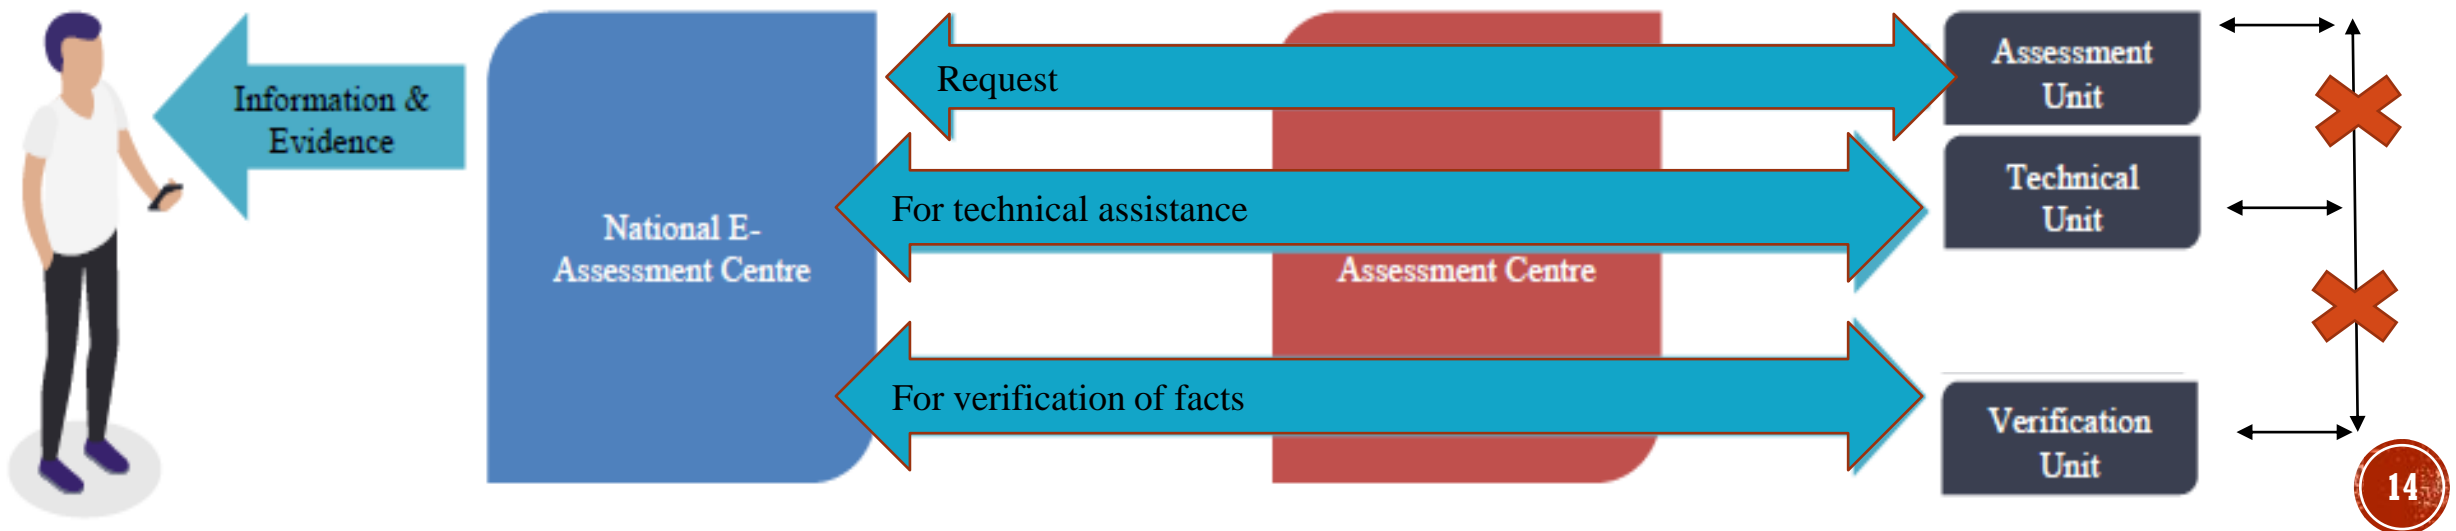 Information &
Evidence
National E-
Assessment Centre
Request
For technical assistance
Assessment Centre
For verification of facts
Assessment
Unit
Technical
Unit
Verification
Unit
14